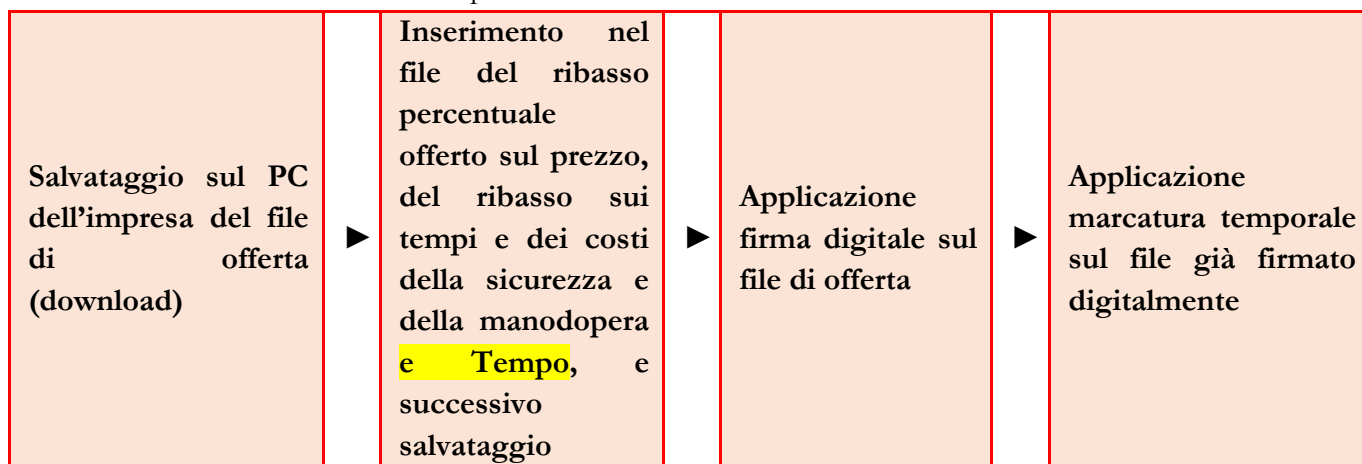 Salvataggio sul PC
dell’impresa del file
di offerta
(download)
►
Inserimento nel
file del ribasso
percentuale
offerto sul prezzo,
del ribasso sui
tempi e dei costi
della sicurezza e
della manodopera
e Tempo, e
successivo
salvataggio
►
Applicazione
firma digitale sul
file di offerta
►
Applicazione
marcatura temporale
sul file già firmato
digitalmente